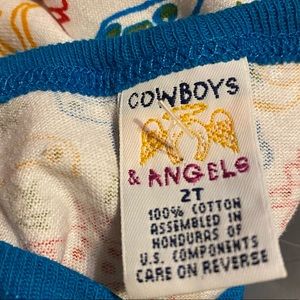 COWBOYS
& ANGELS
2T
100% COTTON
ASSEMBLED IN
HONDURAS OF
U.S. COMPONENTS
CARE ON REVERSE